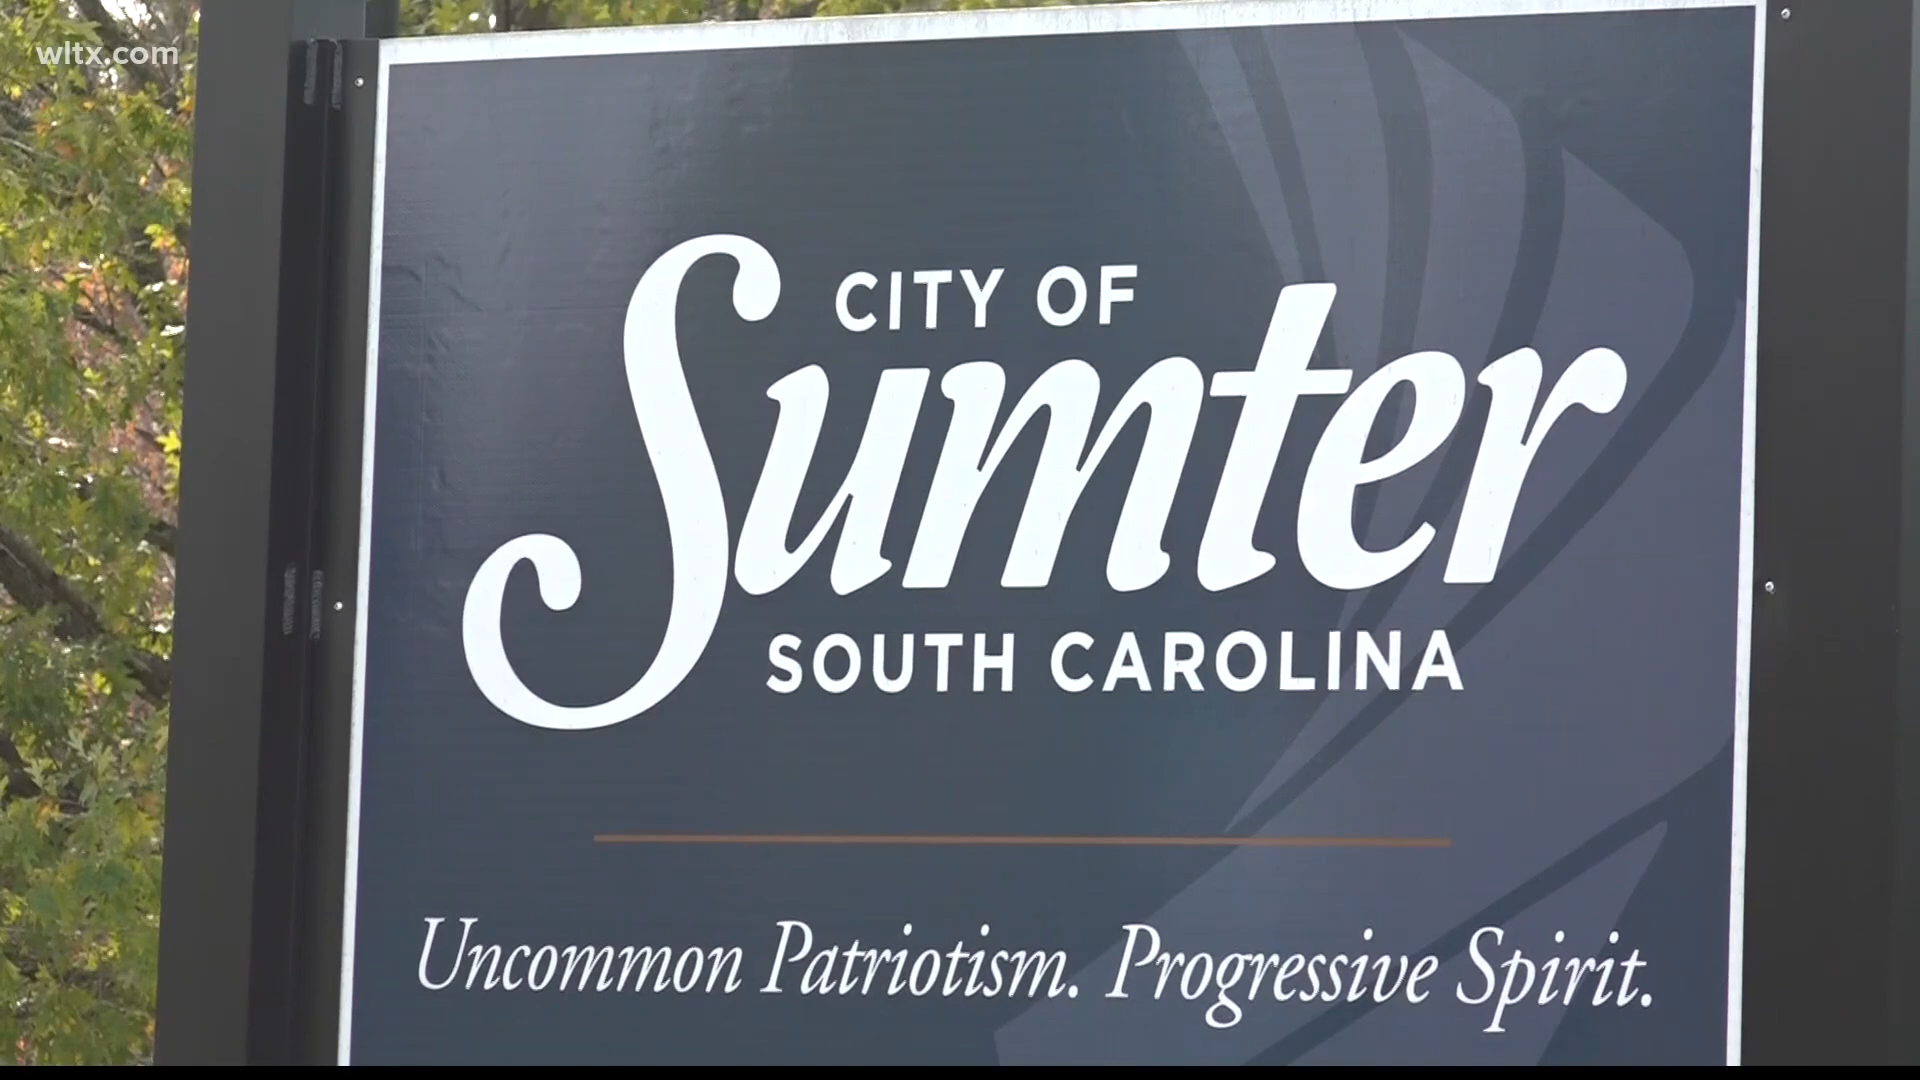 wltx.com
CITY OF
Sumter
SOUTH CAROLINA
Uncommon Patriotism. Progressive Spirit.